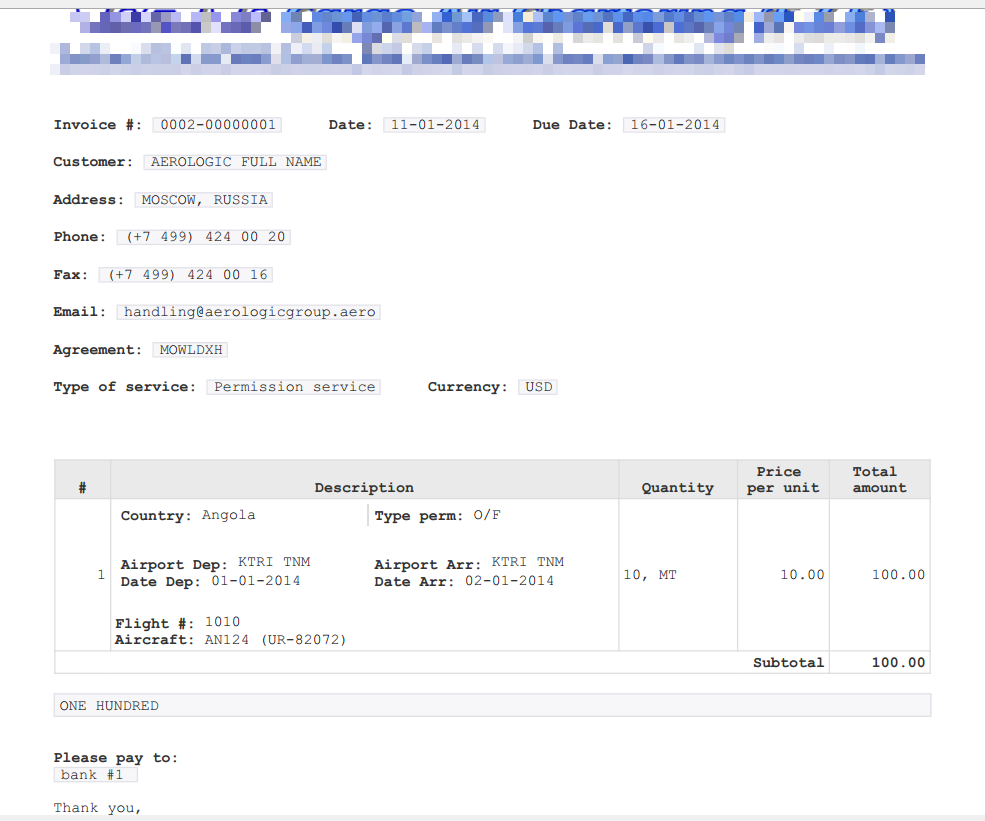 Invoice #: 0002-00000001 Date: 11-01-2014 Due Date: 16-01-2014
Customer: AEROLOGIC FULL NAME
Address: MOSCOW, RUSSIA
Phone: (+7 499) 424 00 20
Fax: (+7 499) 424 00 16
Email: handling@aerologicgroup.aero
Agreement: MOWLDXH
Type of service: Permission service Currency: USD
# Description Quantity Price per unit Total amount
Country: Angola Type perm: O/F
Airport Dep: KTRI TNM Airport Arr: KTRI TNM
1 Date Dep: 01-01-2014 Date Arr: 02-01-2014 10, MT 10.00 100.00
Flight #: 1010
Aircraft: AN124 (UR-82072)
Subtotal 100.00
ONE HUNDRED
Please pay to:
bank #1
Thank you,